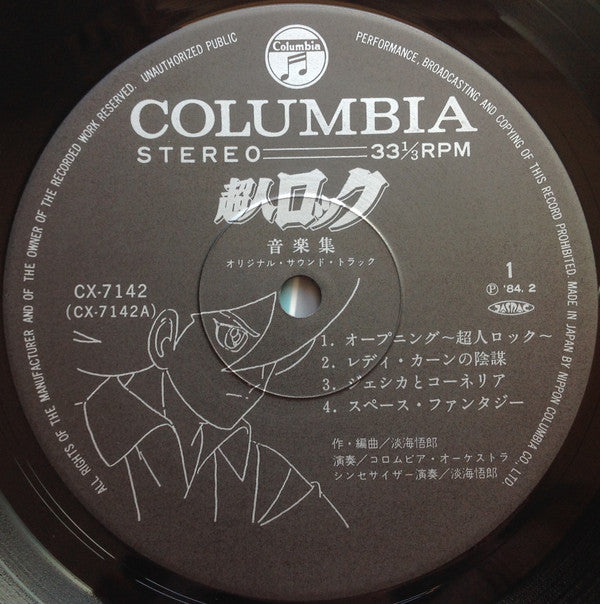 ALL RIGHTS OF THE MANUFACTURER AND OF THE OWNER OF THE RECORDED WORK RESERVED. UNAUTHORIZED PUBLIC PERFORMANCE, BROADCASTING AND COPYING OF THIS RECORD PROHIBITED. MADE IN JAPAN BY NIPPON COLUMBIA CO., LTD.
Columbia
COLUMBIA
STEREO 33⅓RPM
超人ロック
音楽集
オリジナル・サウンド・トラック
CX-7142
(CX-7142A)
1
Ⓟ '84. 2
JASRAC
1. オープニング〜超人ロック〜
2. レディ・カーンの陰謀
3. ジェシカとコーネリア
4. スペース・ファンタジー
作・編曲/淡海悟郎
演奏/コロムビア・オーケストラ
シンセサイザー演奏/淡海悟郎